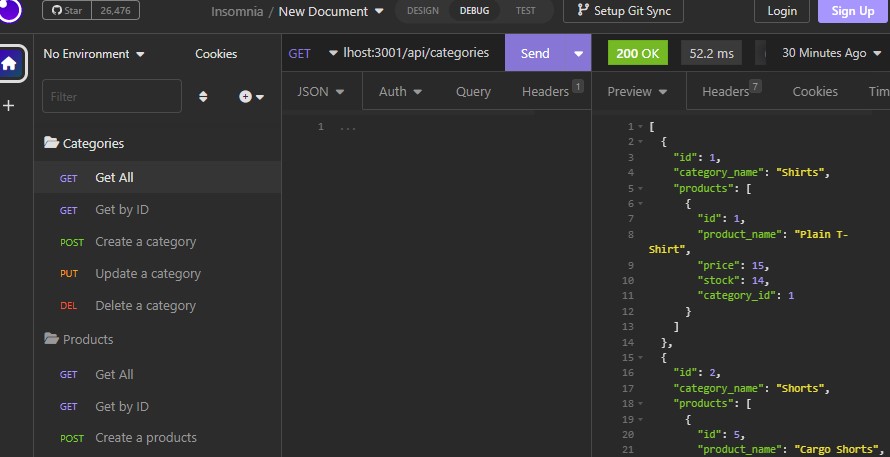 Star 26,476
Insomnia / New Document
DESIGN DEBUG TEST
Setup Git Sync
Login
Sign Up
No Environment
Cookies
Filter
Categories
GET Get All
GET Get by ID
POST Create a category
PUT Update a category
DEL Delete a category
Products
GET Get All
GET Get by ID
POST Create a products
GET lhost:3001/api/categories
Send
JSON Auth Query Headers 1
1 ...
200 OK 52.2 ms 30 Minutes Ago
Preview Headers 7 Cookies Tim
1 [
2 {
3 "id": 1,
4 "category_name": "Shirts",
5 "products": [
6 {
7 "id": 1,
8 "product_name": "Plain T-
Shirt",
9 "price": 15,
10 "stock": 14,
11 "category_id": 1
12 }
13 ]
14 },
15 {
16 "id": 2,
17 "category_name": "Shorts",
18 "products": [
19 {
20 "id": 5,
21 "product_name": "Cargo Shorts",